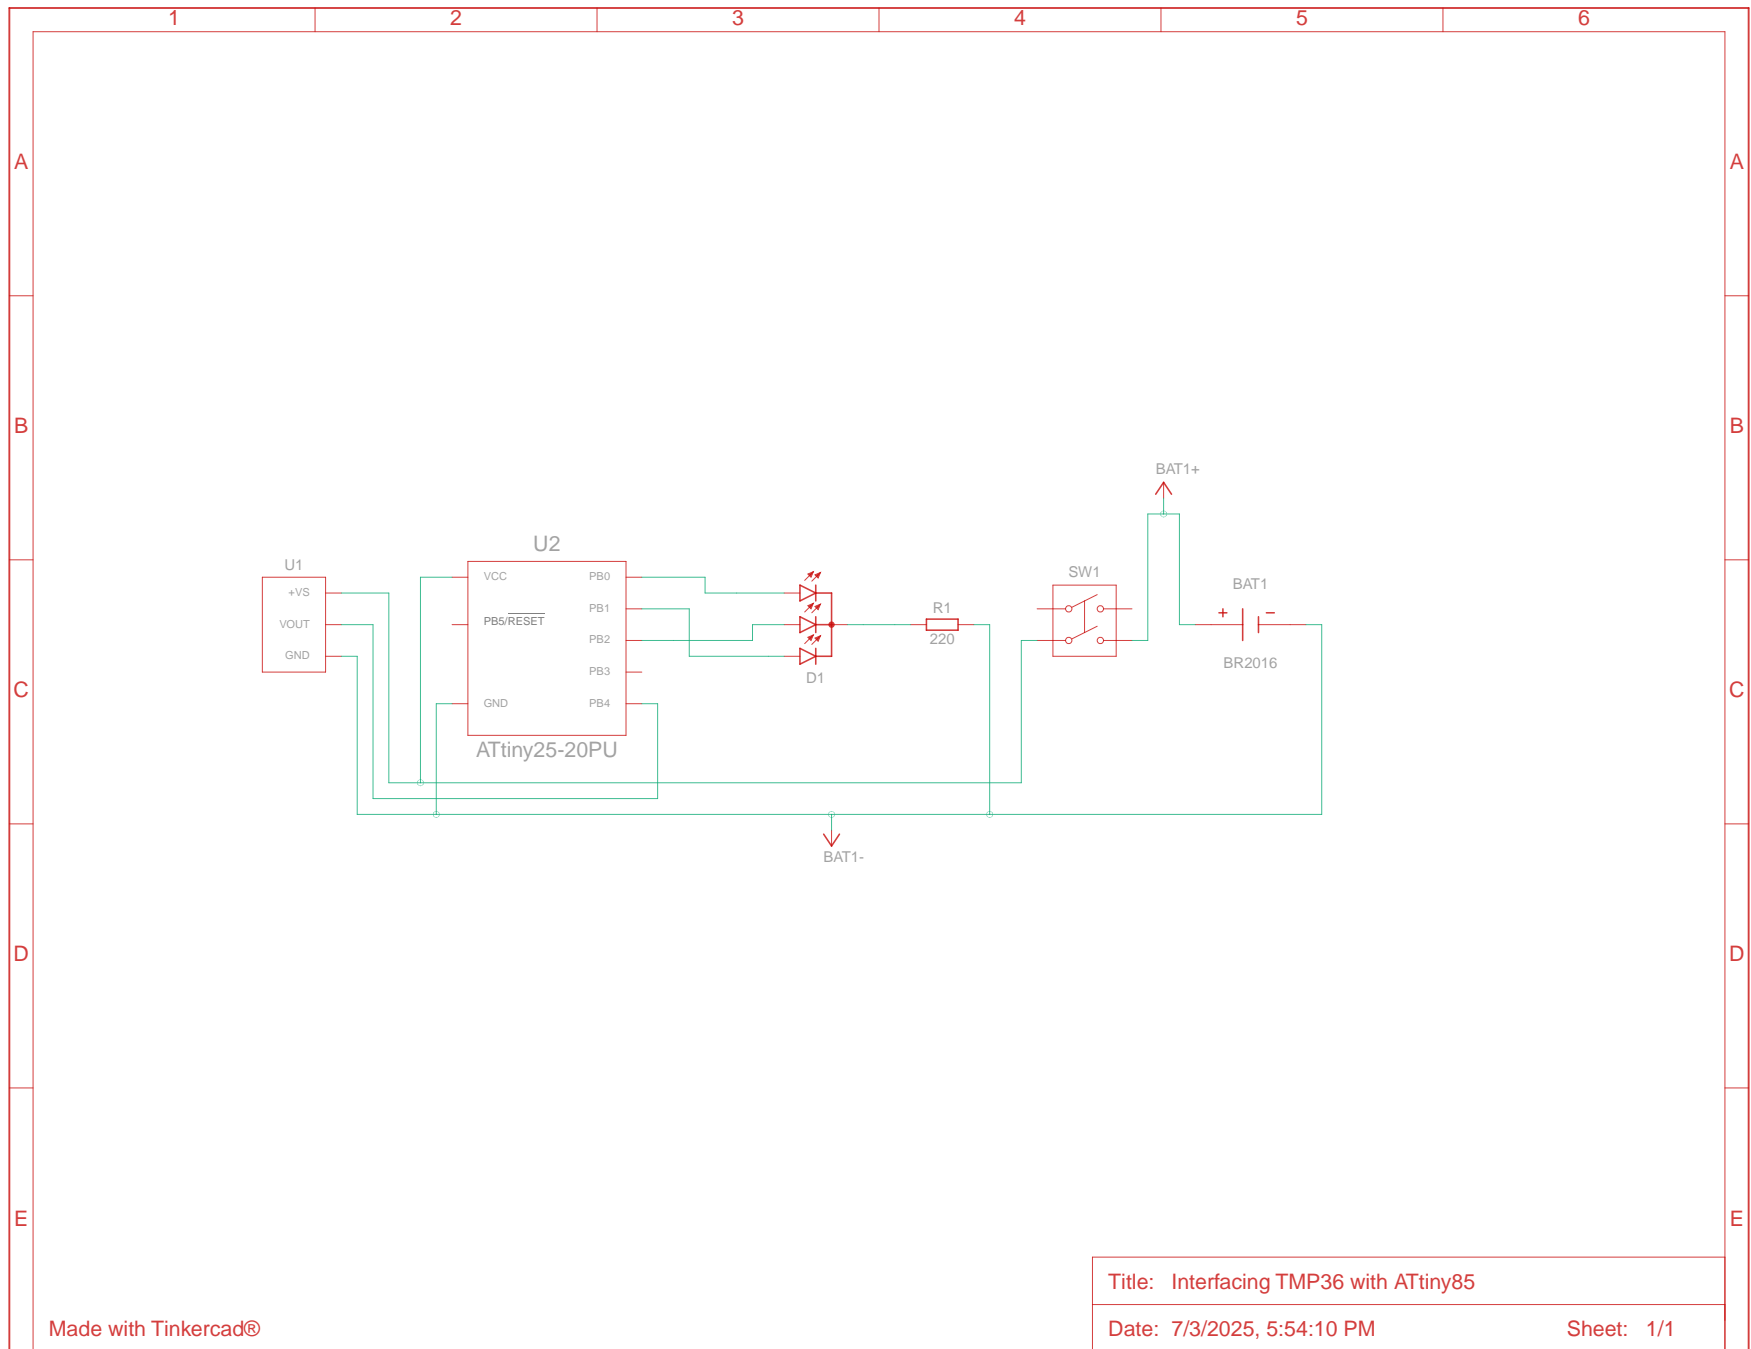 1 2 3 4 5 6
A A
B B
BAT1+
U2
U1
SW1
BAT1
VCC PB0
+VS
PB1
R1
+ −
VOUT
PB5/RESET
PB2
220
GND
BR2016
PB3
D1
C C
GND PB4
ATtiny25-20PU
BAT1-
D D
E E
Title: Interfacing TMP36 with ATtiny85
Made with Tinkercad®
Date: 7/3/2025, 5:54:10 PM Sheet: 1/1